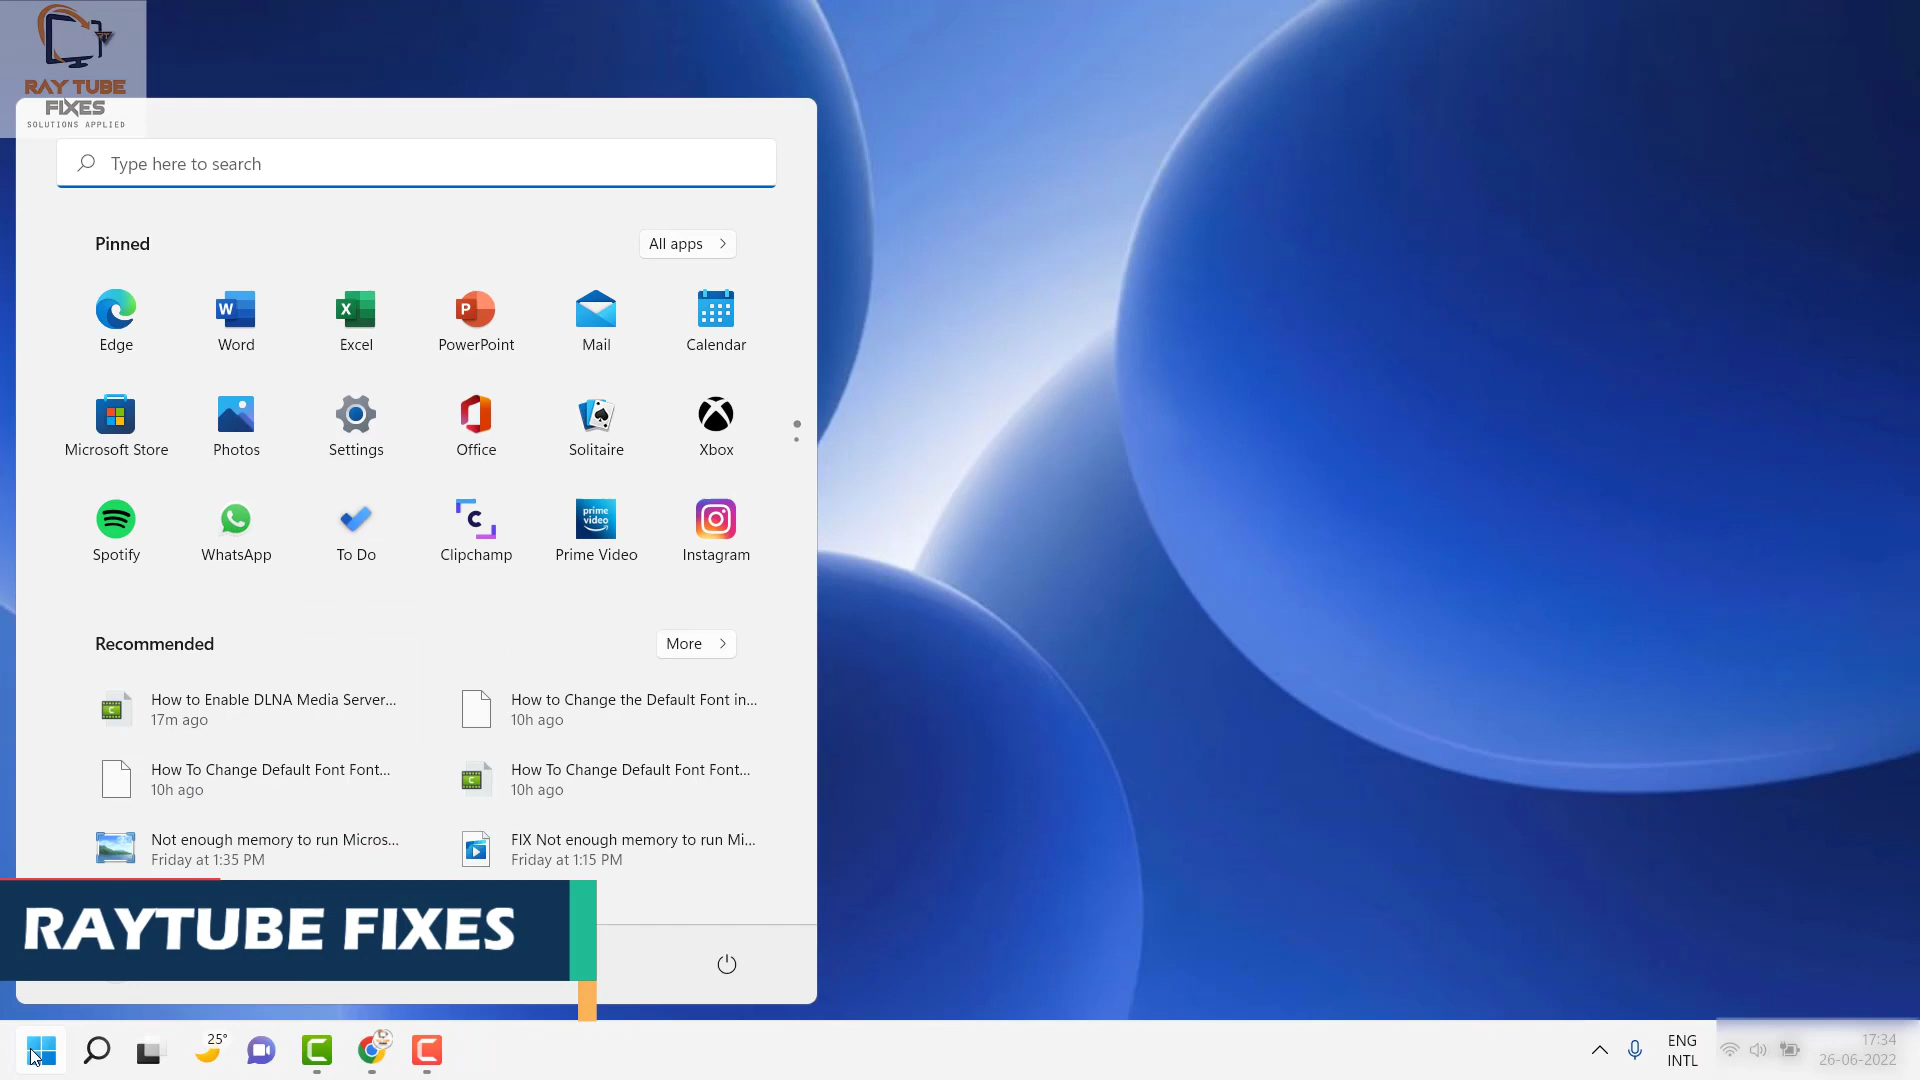 RAY TUBE
FIXES
SOLUTIONS APPLIED
Type here to search
Pinned
All apps
Edge
Word
Excel
PowerPoint
Mail
Calendar
Microsoft Store
Photos
Settings
Office
Solitaire
Xbox
prime
video
Spotify
WhatsApp
To Do
Clipchamp
Prime Video
Instagram
Recommended
More
How to Enable DLNA Media Server...
17m ago
How to Change the Default Font in...
10h ago
How To Change Default Font Font...
10h ago
How To Change Default Font Font...
10h ago
Not enough memory to run Micros...
Friday at 1:35 PM
FIX Not enough memory to run Mi...
Friday at 1:15 PM
RAYTUBE FIXES
25°
ENG
INTL
17:34
26-06-2022